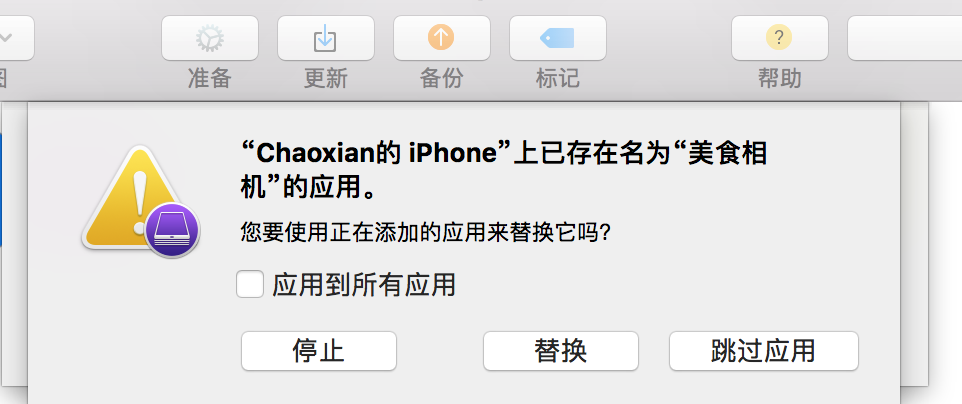 准备
更新
备份
标记
帮助
“Chaoxian的 iPhone”上已存在名为“美食相
机”的应用。
您要使用正在添加的应用来替换它吗?
应用到所有应用
停止
替换
跳过应用